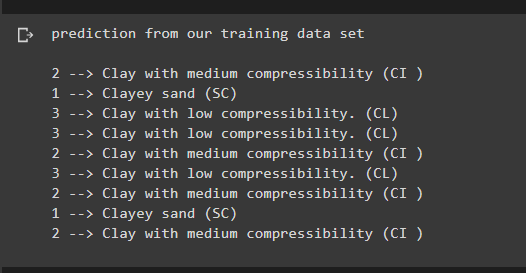 prediction from our training data set
2 --> Clay with medium compressibility (CI )
1 --> Clayey sand (SC)
3 --> Clay with low compressibility. (CL)
3 --> Clay with low compressibility. (CL)
2 --> Clay with medium compressibility (CI )
3 --> Clay with low compressibility. (CL)
2 --> Clay with medium compressibility (CI )
1 --> Clayey sand (SC)
2 --> Clay with medium compressibility (CI )